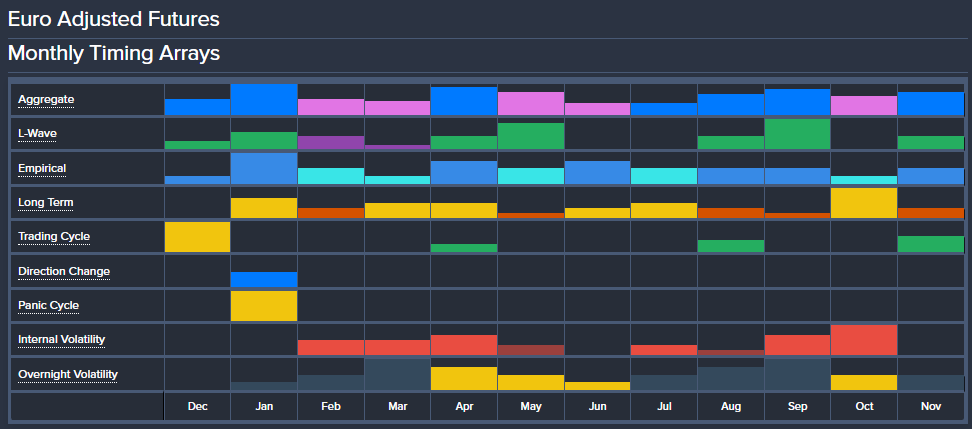 Euro Adjusted Futures
Monthly Timing Arrays
Aggregate
L-Wave
Empirical
Long Term
Trading Cycle
Direction Change
Panic Cycle
Internal Volatility
Overnight Volatility
Dec Jan Feb Mar Apr May Jun Jul Aug Sep Oct Nov